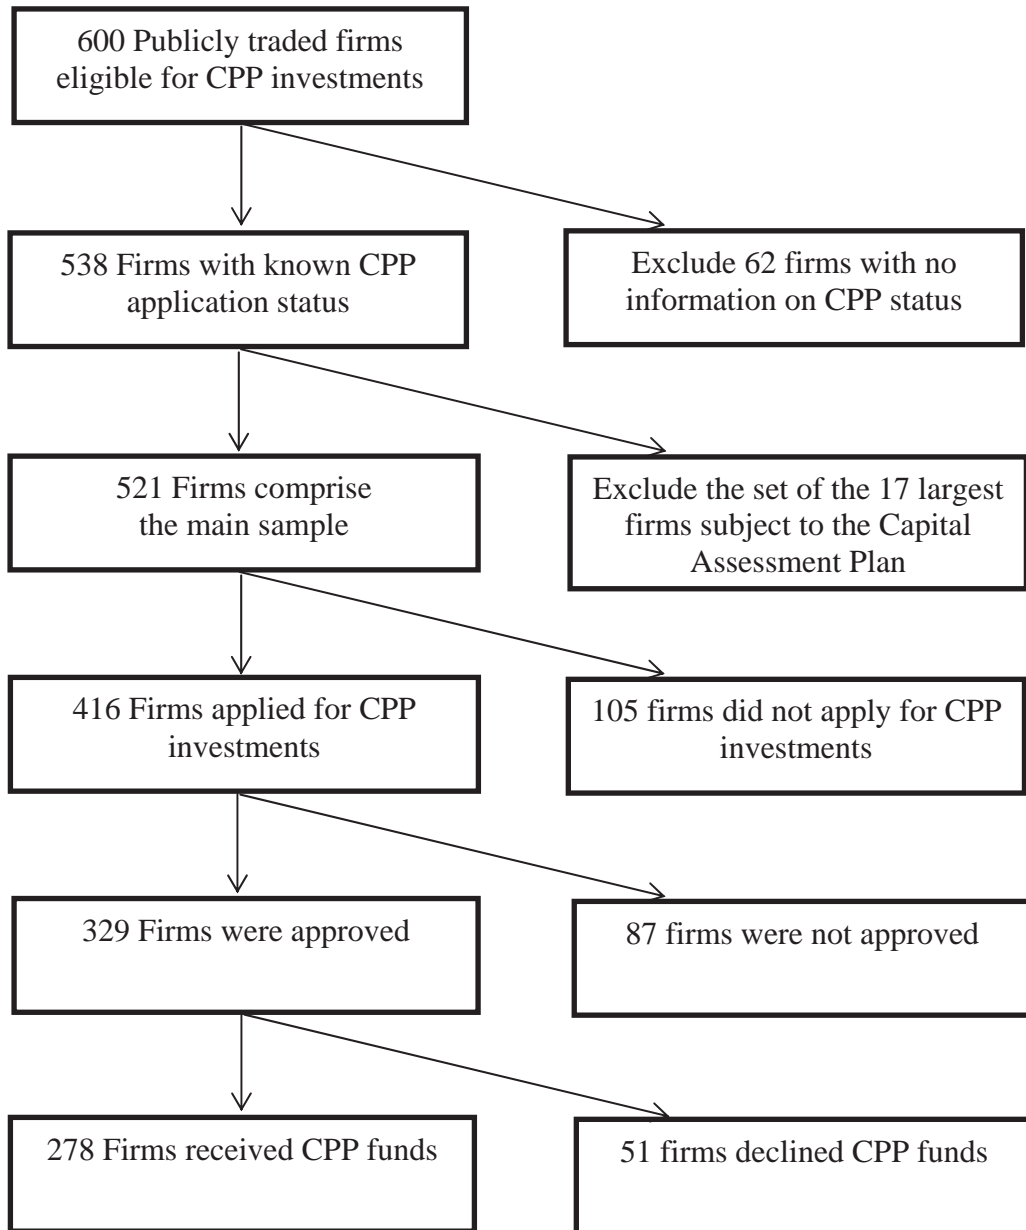 600 Publicly traded firms
eligible for CPP investments
538 Firms with known CPP
application status
Exclude 62 firms with no
information on CPP status
521 Firms comprise
the main sample
Exclude the set of the 17 largest
firms subject to the Capital
Assessment Plan
416 Firms applied for CPP
investments
105 firms did not apply for CPP
investments
329 Firms were approved
87 firms were not approved
278 Firms received CPP funds
51 firms declined CPP funds